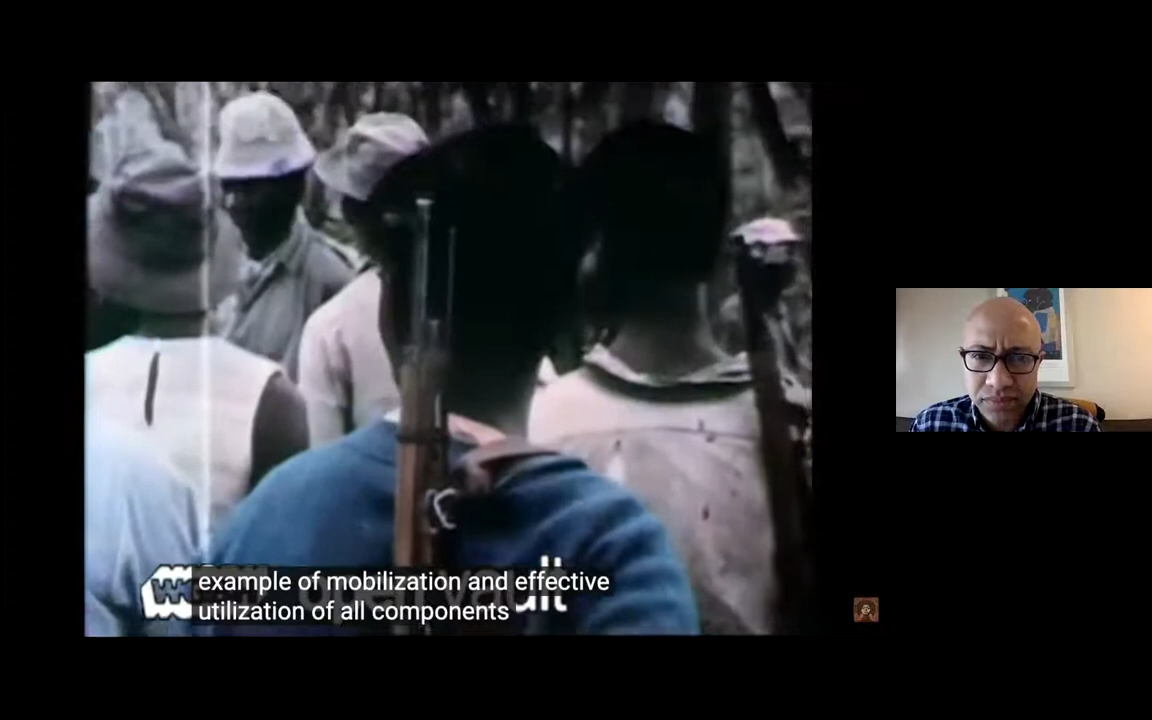 example of mobilization and effective
utilization of all components